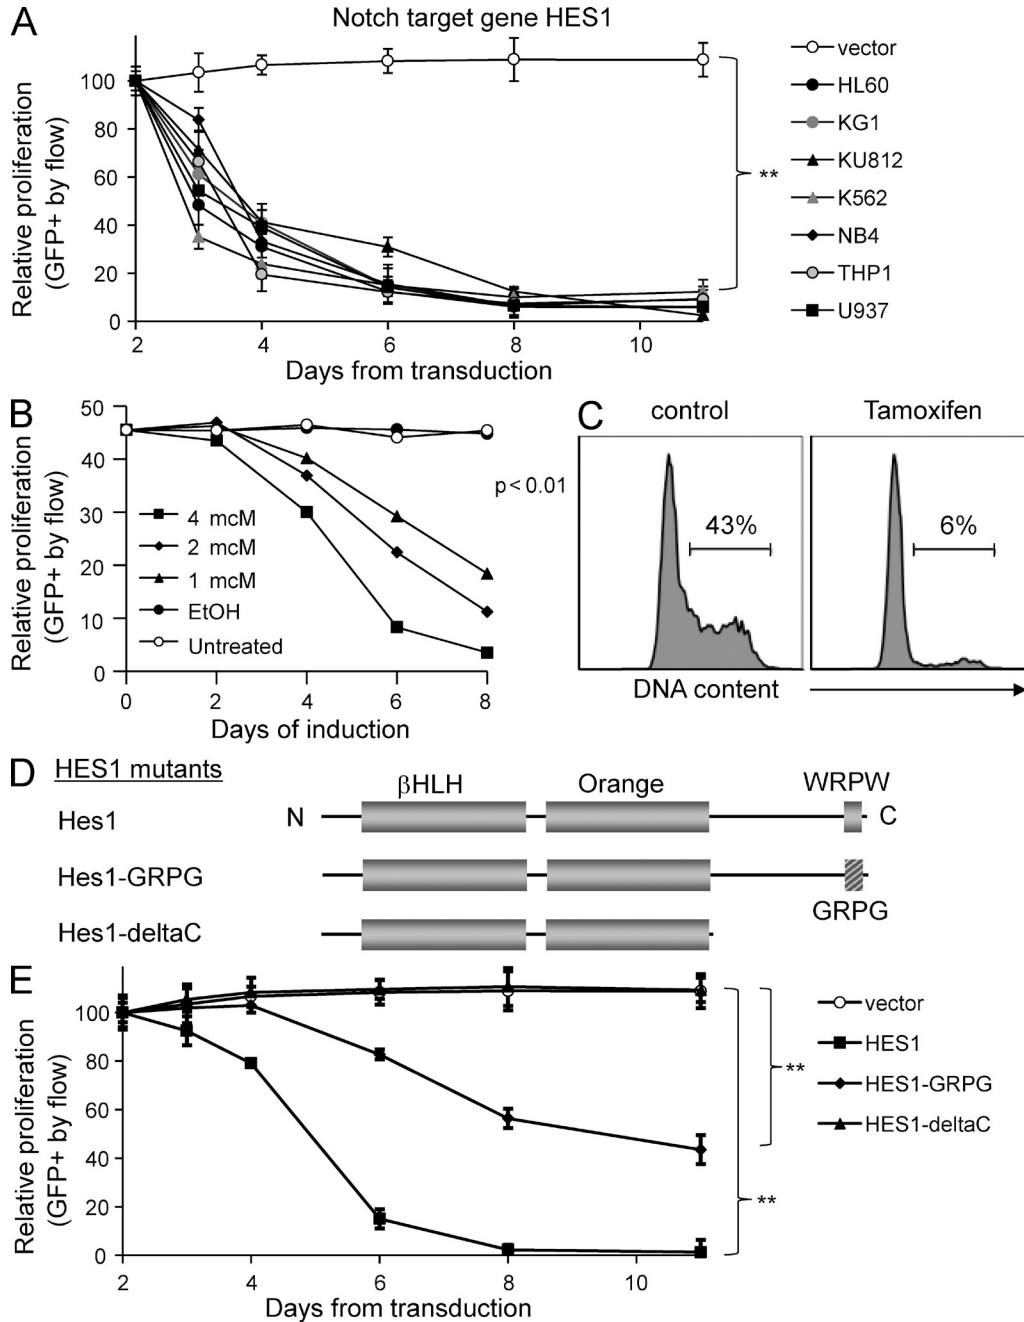 A
Notch target gene HES1
Relative proliferation
(GFP+ by flow)
100
80
60
40
20
0
2
4
6
8
10
Days from transduction
**
vector
HL60
KG1
KU812
K562
NB4
THP1
U937
B
Relative proliferation
(GFP+ by flow)
50
40
30
20
10
0
0
2
4
6
8
Days of induction
4 mcM
2 mcM
1 mcM
EtOH
Untreated
p < 0.01
C
control
Tamoxifen
43%
6%
DNA content
D
HES1 mutants
βHLH
Orange
WRPW
Hes1
N
C
Hes1-GRPG
GRPG
Hes1-deltaC
E
Relative proliferation
(GFP+ by flow)
100
80
60
40
20
0
2
4
6
8
10
Days from transduction
**
**
vector
HES1
HES1-GRPG
HES1-deltaC